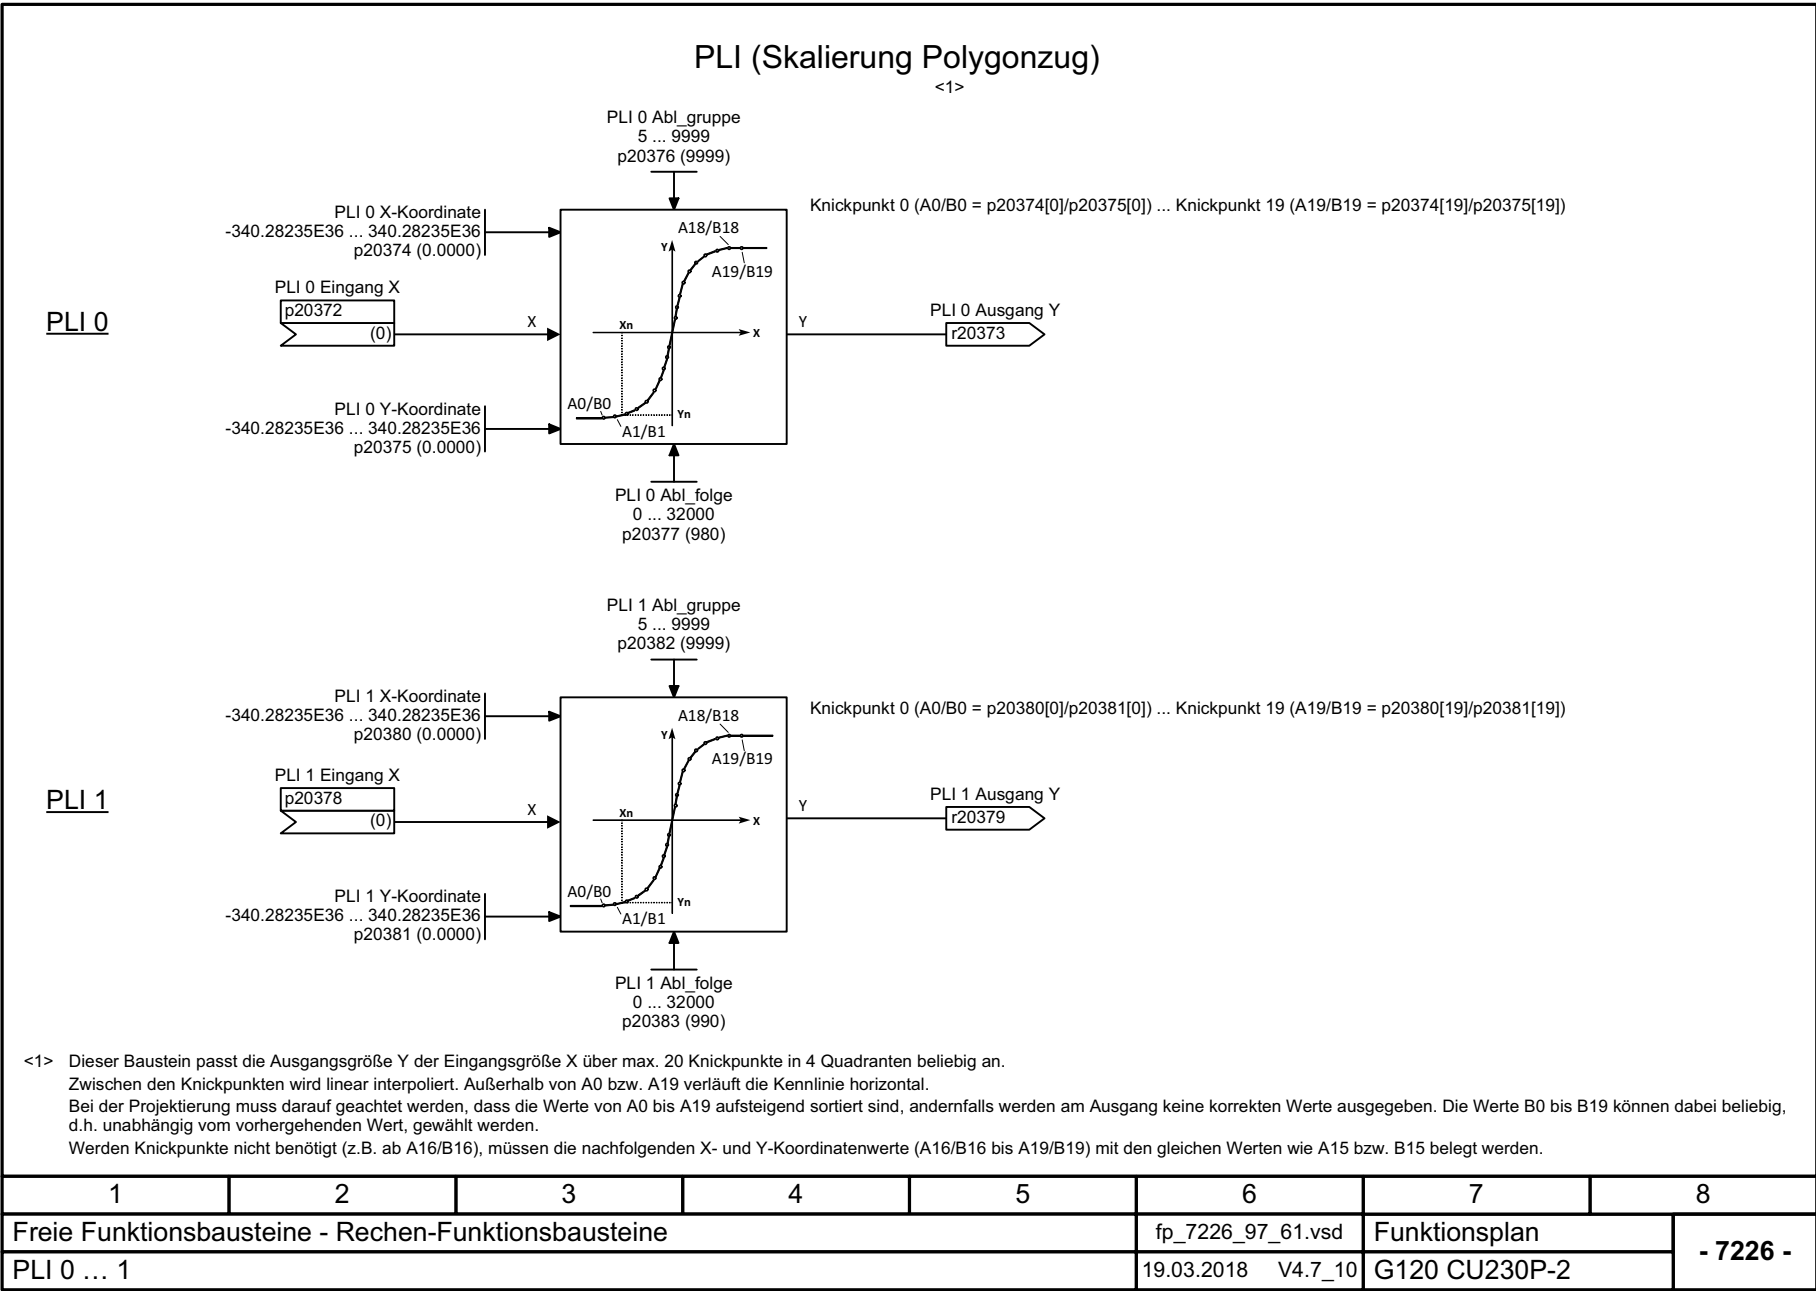 PLI (Skalierung Polygonzug)
<1>
PLI 0 Abl_gruppe
5 ... 9999
p20376 (9999)
PLI 0 X-Koordinate
-340.28235E36 ... 340.28235E36
p20374 (0.0000)
Knickpunkt 0 (A0/B0 = p20374[0]/p20375[0]) ... Knickpunkt 19 (A19/B19 = p20374[19]/p20375[19])
A18/B18
Y
A19/B19
PLI 0
PLI 0 Eingang X
p20372
(0)
X
Xn
X
Y
PLI 0 Ausgang Y
r20373
PLI 0 Y-Koordinate
-340.28235E36 ... 340.28235E36
p20375 (0.0000)
A0/B0
Yn
A1/B1
PLI 0 Abl_folge
0 ... 32000
p20377 (980)
PLI 1 Abl_gruppe
5 ... 9999
p20382 (9999)
PLI 1 X-Koordinate
-340.28235E36 ... 340.28235E36
p20380 (0.0000)
Knickpunkt 0 (A0/B0 = p20380[0]/p20381[0]) ... Knickpunkt 19 (A19/B19 = p20380[19]/p20381[19])
A18/B18
Y
A19/B19
PLI 1
PLI 1 Eingang X
p20378
(0)
X
Xn
X
Y
PLI 1 Ausgang Y
r20379
PLI 1 Y-Koordinate
-340.28235E36 ... 340.28235E36
p20381 (0.0000)
A0/B0
Yn
A1/B1
PLI 1 Abl_folge
0 ... 32000
p20383 (990)
<1> Dieser Baustein passt die Ausgangsgröße Y der Eingangsgröße X über max. 20 Knickpunkte in 4 Quadranten beliebig an.
Zwischen den Knickpunkten wird linear interpoliert. Außerhalb von A0 bzw. A19 verläuft die Kennlinie horizontal.
Bei der Projektierung muss darauf geachtet werden, dass die Werte von A0 bis A19 aufsteigend sortiert sind, andernfalls werden am Ausgang keine korrekten Werte ausgegeben. Die Werte B0 bis B19 können dabei beliebig,
d.h. unabhängig vom vorhergehenden Wert, gewählt werden.
Werden Knickpunkte nicht benötigt (z.B. ab A16/B16), müssen die nachfolgenden X- und Y-Koordinatenwerte (A16/B16 bis A19/B19) mit den gleichen Werten wie A15 bzw. B15 belegt werden.
1 2 3 4 5 6 7 8
Freie Funktionsbausteine - Rechen-Funktionsbausteine fp_7226_97_61.vsd Funktionsplan
- 7226 -
PLI 0 … 1 19.03.2018 V4.7_10 G120 CU230P-2